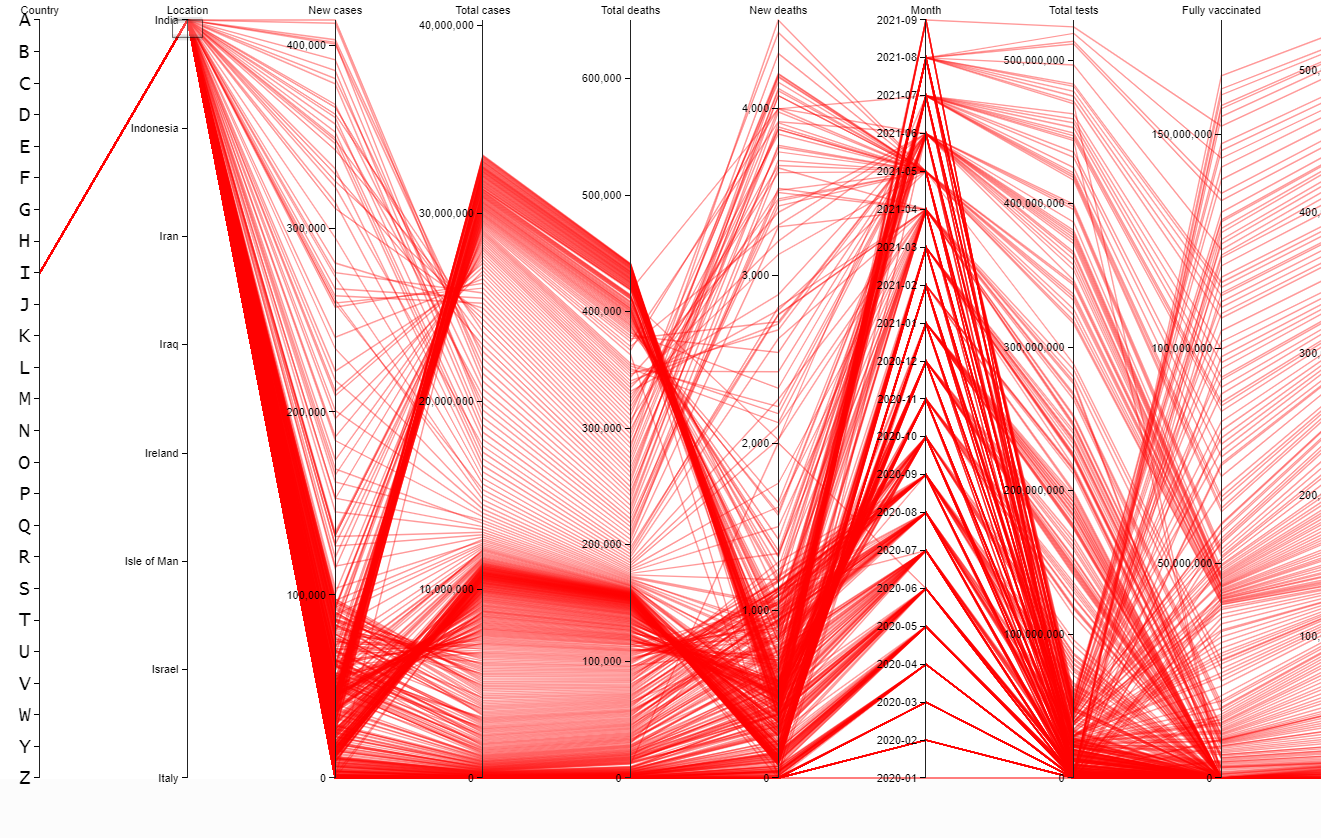 Country
Location
New cases
Total cases
Total deaths
New deaths
Month
Total tests
Fully vaccinated
A
B
C
D
E
F
G
H
I
J
K
L
M
N
O
P
Q
R
S
T
U
V
W
Y
Z
India
Indonesia
Iran
Iraq
Ireland
Isle of Man
Israel
Italy
400,000
300,000
200,000
100,000
0
40,000,000
30,000,000
20,000,000
10,000,000
0
600,000
500,000
400,000
300,000
200,000
100,000
0
4,000
3,000
2,000
1,000
0
2021-09
2021-08
2021-07
2021-06
2021-05
2021-04
2021-03
2021-02
2021-01
2020-12
2020-11
2020-10
2020-09
2020-08
2020-07
2020-06
2020-05
2020-04
2020-03
2020-02
2020-01
500,000,000
400,000,000
300,000,000
200,000,000
100,000,000
0
150,000,000
100,000,000
50,000,000
0
500,
400,
300,
200,
100,